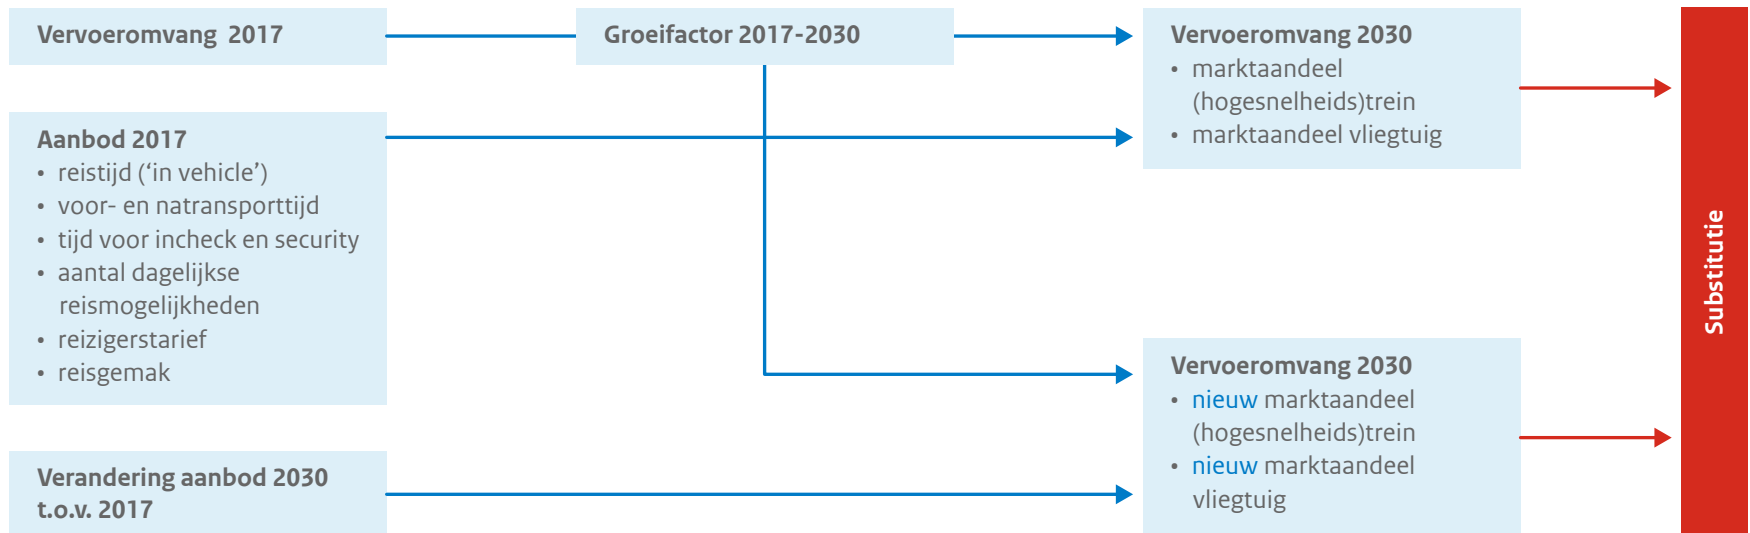 Vervoeromvang 2017
Groeifactor 2017-2030
Vervoeromvang 2030
• marktaandeel
(hogesnelheids)trein
• marktaandeel vliegtuig
Aanbod 2017
• reistijd (‘in vehicle’)
• voor- en natransporttijd
• tijd voor incheck en security
• aantal dagelijkse
reismogelijkheden
• reizigerstarief
• reisgemak
Verandering aanbod 2030
t.o.v. 2017
Vervoeromvang 2030
• nieuw marktaandeel
(hogesnelheids)trein
• nieuw marktaandeel
vliegtuig
Substitutie